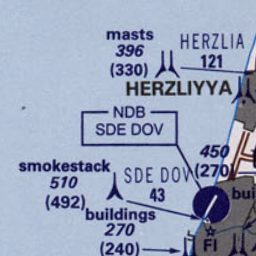 masts
396
(330)
HERZLIA
121
HERZLIYYA
NDB
SDE DOV
450
(270)
smokestack
510
(492)
SDE DOV
43
buildings
270
(240)
bui
FI